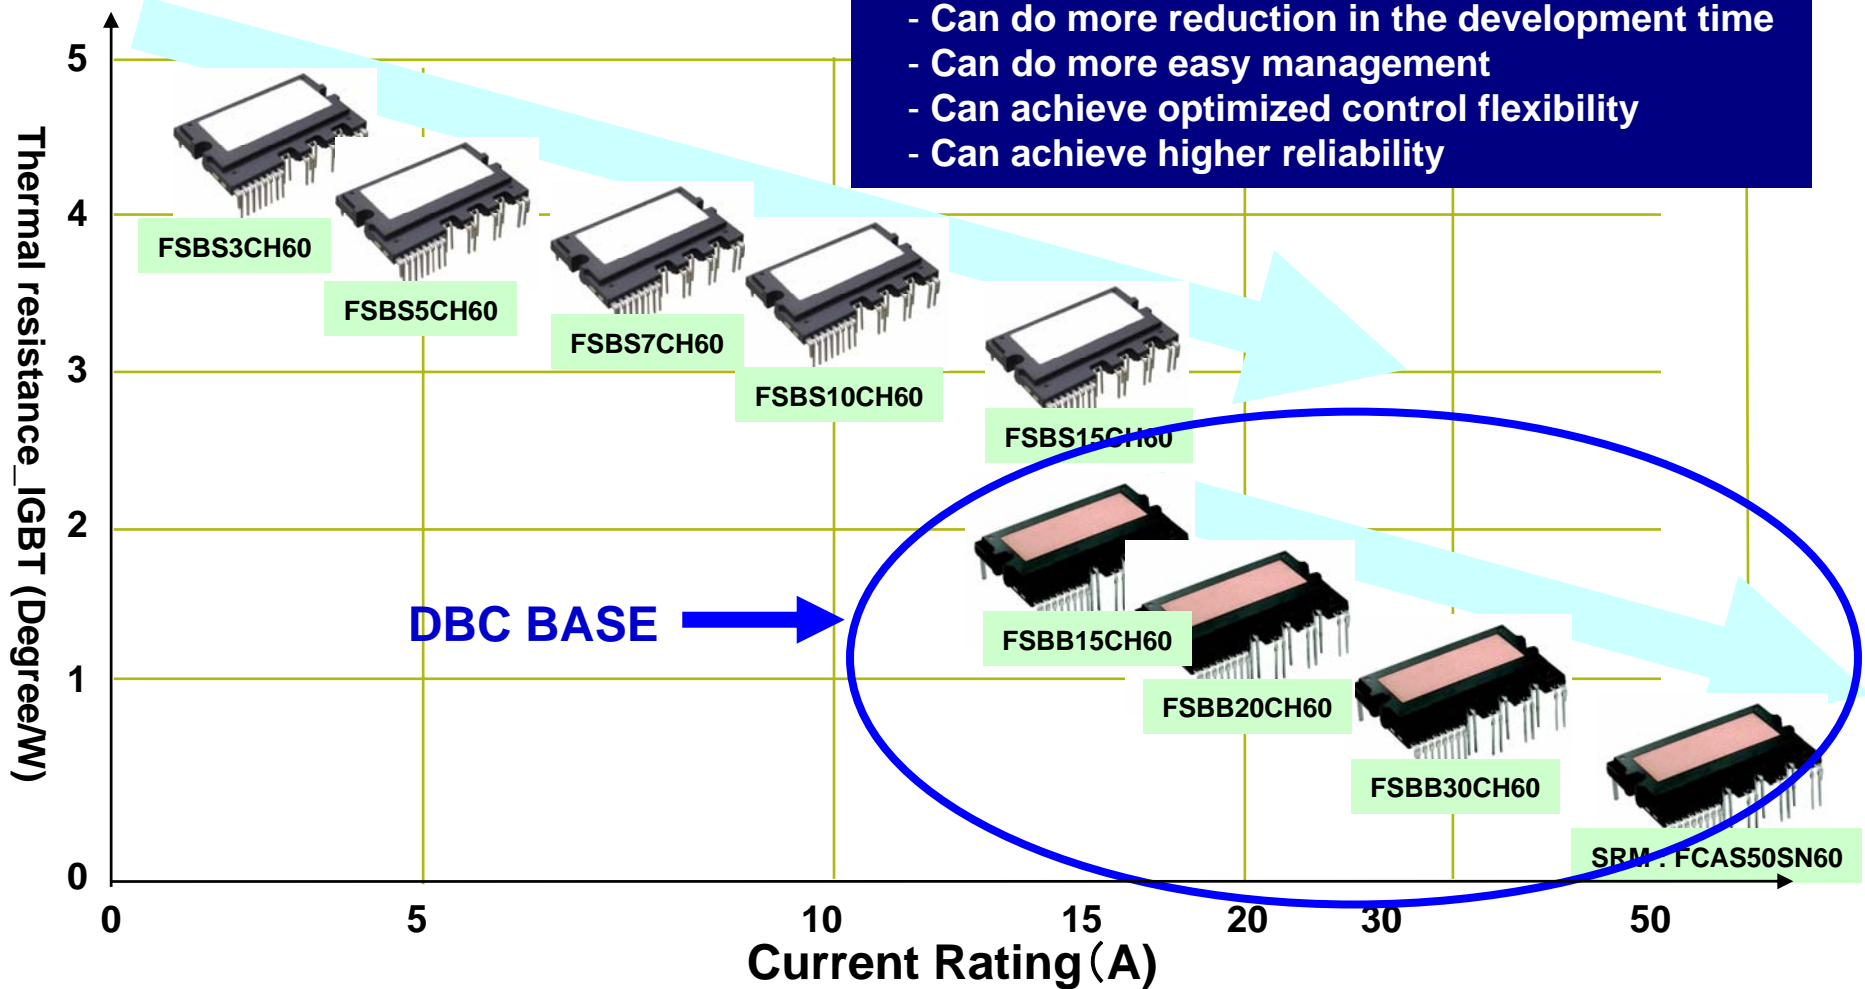 - Can do more reduction in the development time
- Can do more easy management
- Can achieve optimized control flexibility
- Can achieve higher reliability
Thermal resistance_IGBT (Degree/W)
5
4
3
2
1
0
FSBS3CH60
FSBS5CH60
FSBS7CH60
FSBS10CH60
FSBS15CH60
DBC BASE
FSBB15CH60
FSBB20CH60
FSBB30CH60
SRM : FCAS50SN60
0 5 10 15 20 30 50
Current Rating（A)